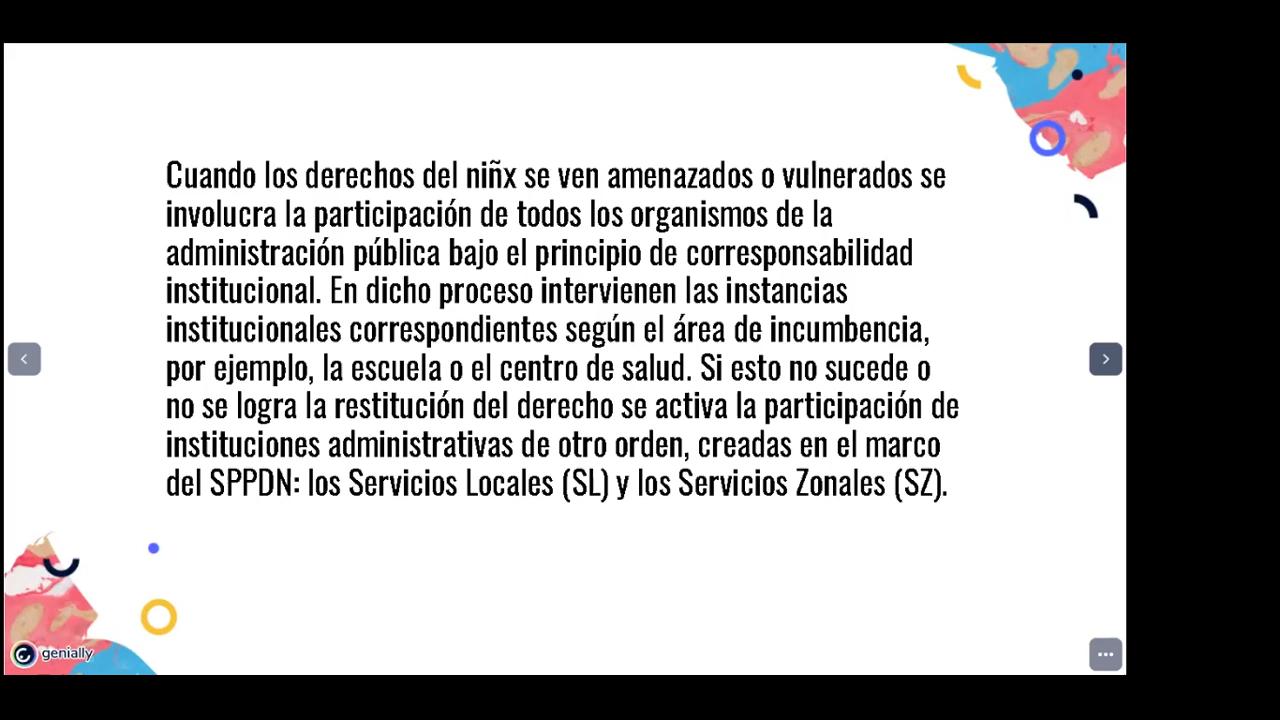 Cuando los derechos del niñx se ven amenazados o vulnerados se
involucra la participación de todos los organismos de la
administración pública bajo el principio de corresponsabilidad
institucional. En dicho proceso intervienen las instancias
institucionales correspondientes según el área de incumbencia,
por ejemplo, la escuela o el centro de salud. Si esto no sucede o
no se logra la restitución del derecho se activa la participación de
instituciones administrativas de otro orden, creadas en el marco
del SPPDN: los Servicios Locales (SL) y los Servicios Zonales (SZ).
genially